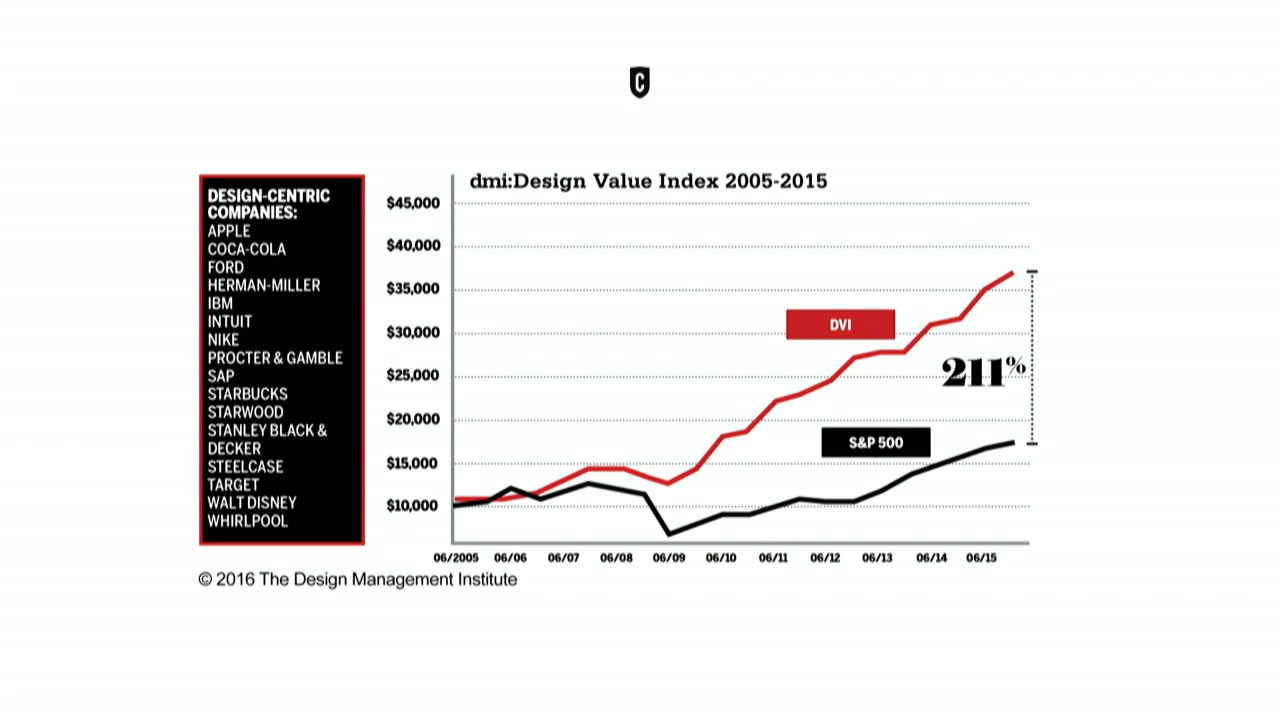 C
DESIGN-CENTRIC
COMPANIES:
APPLE
COCA-COLA
FORD
HERMAN-MILLER
IBM
INTUIT
NIKE
PROCTER & GAMBLE
SAP
STARBUCKS
STARWOOD
STANLEY BLACK &
DECKER
STEELCASE
TARGET
WALT DISNEY
WHIRLPOOL
dmi:Design Value Index 2005-2015
$45,000
$40,000
$35,000
$30,000
$25,000
$20,000
$15,000
$10,000
DVI
211%
S&P 500
06/2005 06/06 06/07 06/08 06/09 06/10 06/11 06/12 06/13 06/14 06/15
© 2016 The Design Management Institute